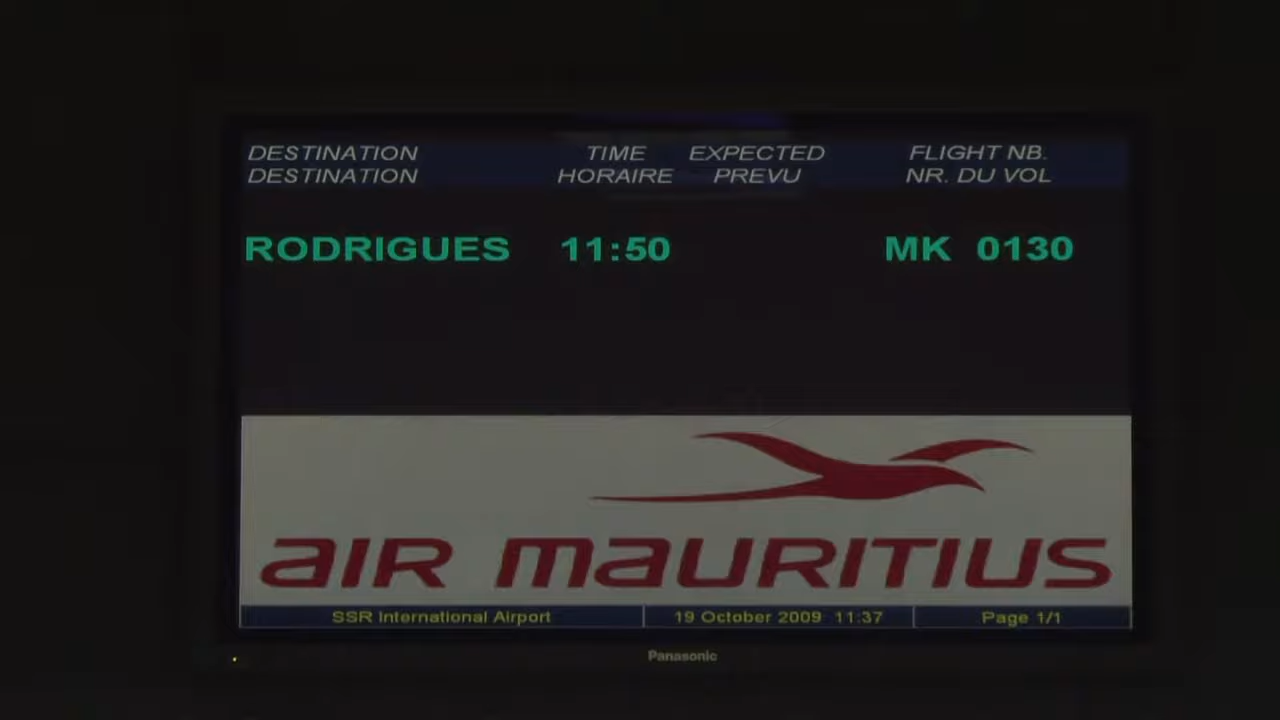 DESTINATION TIME EXPECTED FLIGHT NB.
DESTINATION HORAIRE PREVU NR. DU VOL
RODRIGUES 11:50 MK 0130
AIR MAURITIUS
SSR International Airport 19 October 2009 11:37 Page 1/1
Panasonic